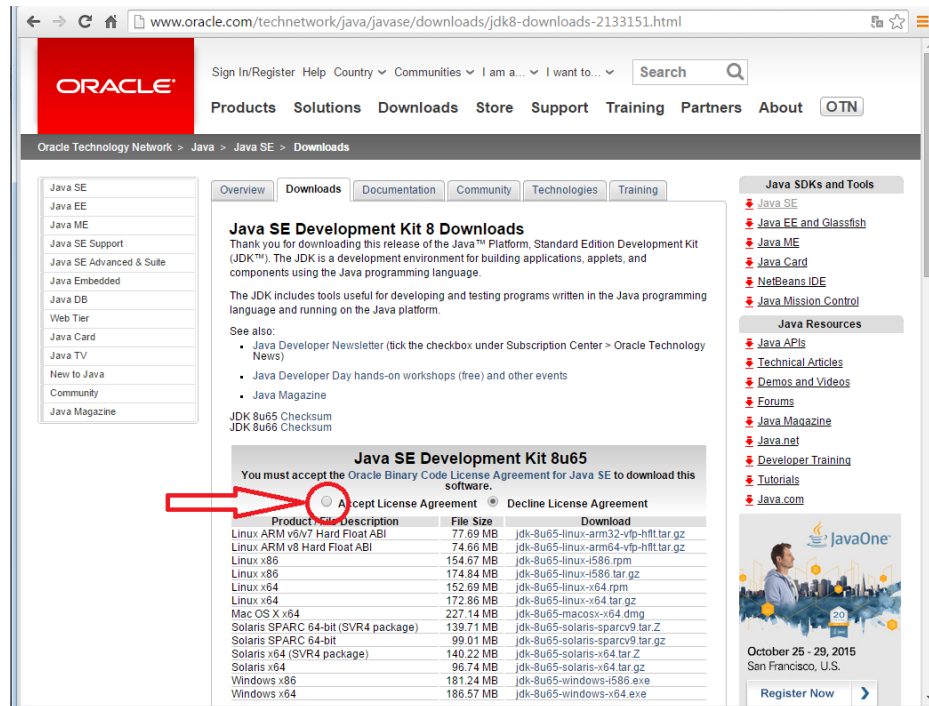 www.oracle.com/technetwork/java/javase/downloads/jdk8-downloads-2133151.html
ORACLE
Sign In/Register Help Country Communities I am a... I want to... Search
Products Solutions Downloads Store Support Training Partners About OTN
Oracle Technology Network > Java > Java SE > Downloads
Java SE
Java EE
Java ME
Java SE Support
Java SE Advanced & Suite
Java Embedded
Java DB
Web Tier
Java Card
Java TV
New to Java
Community
Java Magazine
Overview Downloads Documentation Community Technologies Training
Java SE Development Kit 8 Downloads
Thank you for downloading this release of the Java™ Platform, Standard Edition Development Kit
(JDK™). The JDK is a development environment for building applications, applets, and
components using the Java programming language.
The JDK includes tools useful for developing and testing programs written in the Java programming
language and running on the Java platform.
See also:
Java Developer Newsletter (tick the checkbox under Subscription Center > Oracle Technology
News)
Java Developer Day hands-on workshops (free) and other events
Java Magazine
JDK 8u65 Checksum
JDK 8u66 Checksum
Java SE Development Kit 8u65
You must accept the Oracle Binary Code License Agreement for Java SE to download this
software.
Accept License Agreement Decline License Agreement
Product / File Description File Size Download
Linux ARM v6/v7 Hard Float ABI 77.69 MB jdk-8u65-linux-arm32-vfp-hflt.tar.gz
Linux ARM v8 Hard Float ABI 74.66 MB jdk-8u65-linux-arm64-vfp-hflt.tar.gz
Linux x86 154.67 MB jdk-8u65-linux-i586.rpm
Linux x86 174.84 MB jdk-8u65-linux-i586.tar.gz
Linux x64 152.69 MB jdk-8u65-linux-x64.rpm
Linux x64 172.86 MB jdk-8u65-linux-x64.tar.gz
Mac OS X x64 227.14 MB jdk-8u65-macosx-x64.dmg
Solaris SPARC 64-bit (SVR4 package) 139.71 MB jdk-8u65-solaris-sparcv9.tar.Z
Solaris SPARC 64-bit 99.01 MB jdk-8u65-solaris-sparcv9.tar.gz
Solaris x64 (SVR4 package) 140.22 MB jdk-8u65-solaris-x64.tar.Z
Solaris x64 96.74 MB jdk-8u65-solaris-x64.tar.gz
Windows x86 181.24 MB jdk-8u65-windows-i586.exe
Windows x64 186.57 MB jdk-8u65-windows-x64.exe
Java SDKs and Tools
Java SE
Java EE and Glassfish
Java ME
Java Card
NetBeans IDE
Java Mission Control
Java Resources
Java APIs
Technical Articles
Demos and Videos
Forums
Java Magazine
Java.net
Developer Training
Tutorials
Java.com
JavaOne
20
October 25 - 29, 2015
San Francisco, U.S.
Register Now